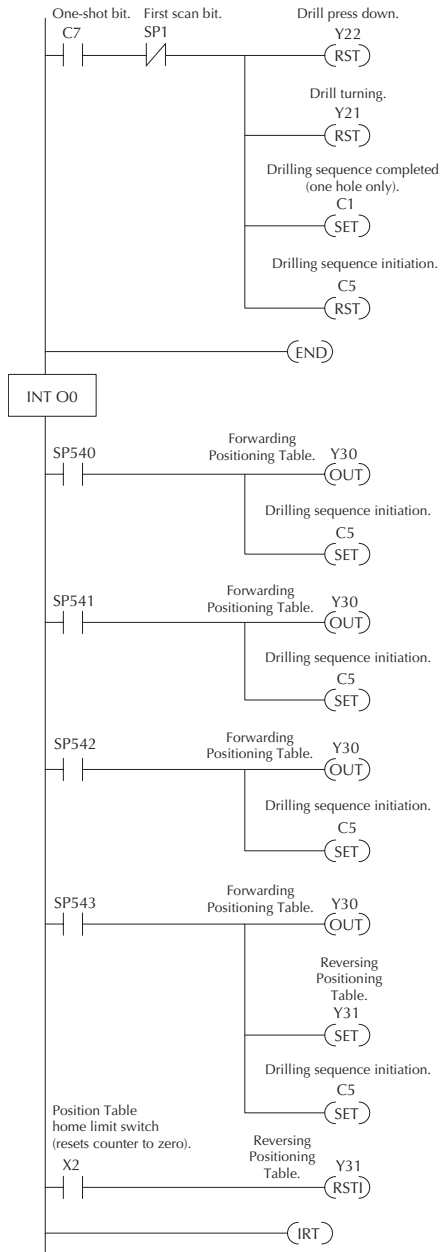 One-shot bit. First scan bit. Drill press down.
C7 SP1 Y22
RST
Drill turning.
Y21
RST
Drilling sequence completed
(one hole only).
C1
SET
Drilling sequence initiation.
C5
RST
END
INT O0
SP540
Forwarding
Positioning Table. Y30
OUT
Drilling sequence initiation.
C5
SET
SP541
Forwarding
Positioning Table. Y30
OUT
Drilling sequence initiation.
C5
SET
SP542
Forwarding
Positioning Table. Y30
OUT
Drilling sequence initiation.
C5
SET
SP543
Forwarding
Positioning Table. Y30
OUT
Reversing
Positioning
Table.
Y31
SET
Drilling sequence initiation.
C5
SET
Position Table
home limit switch
(resets counter to zero).
X2
Reversing
Positioning
Table.
Y31
RSTI
IRT